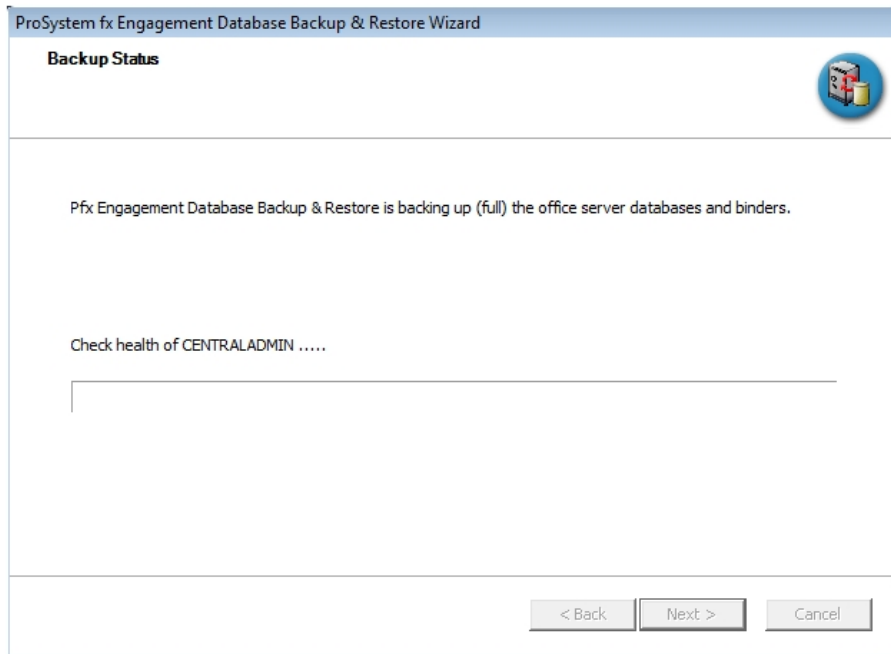 ProSystem fx Engagement Database Backup & Restore Wizard
Backup Status
Pfx Engagement Database Backup & Restore is backing up (full) the office server databases and binders.
Check health of CENTRALADMIN .....
< Back
Next >
Cancel